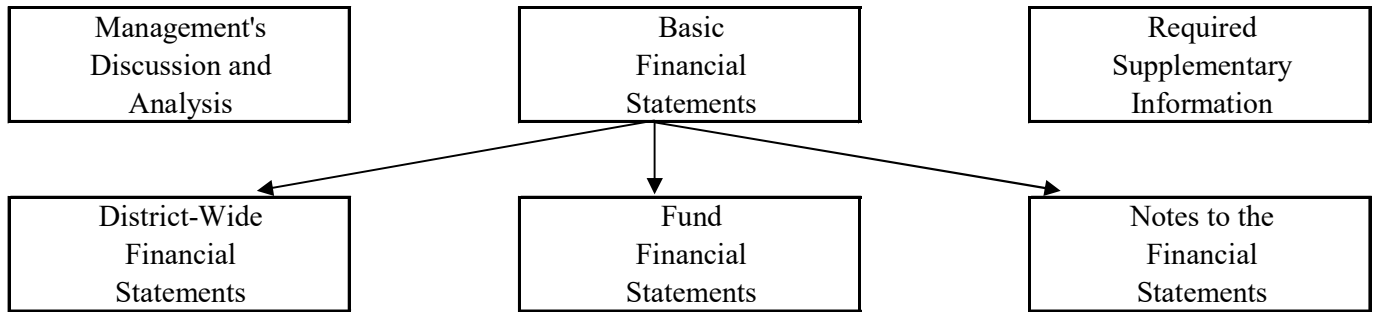 Management's
Discussion and
Analysis
Basic
Financial
Statements
Required
Supplementary
Information
District-Wide
Financial
Statements
Fund
Financial
Statements
Notes to the
Financial
Statements